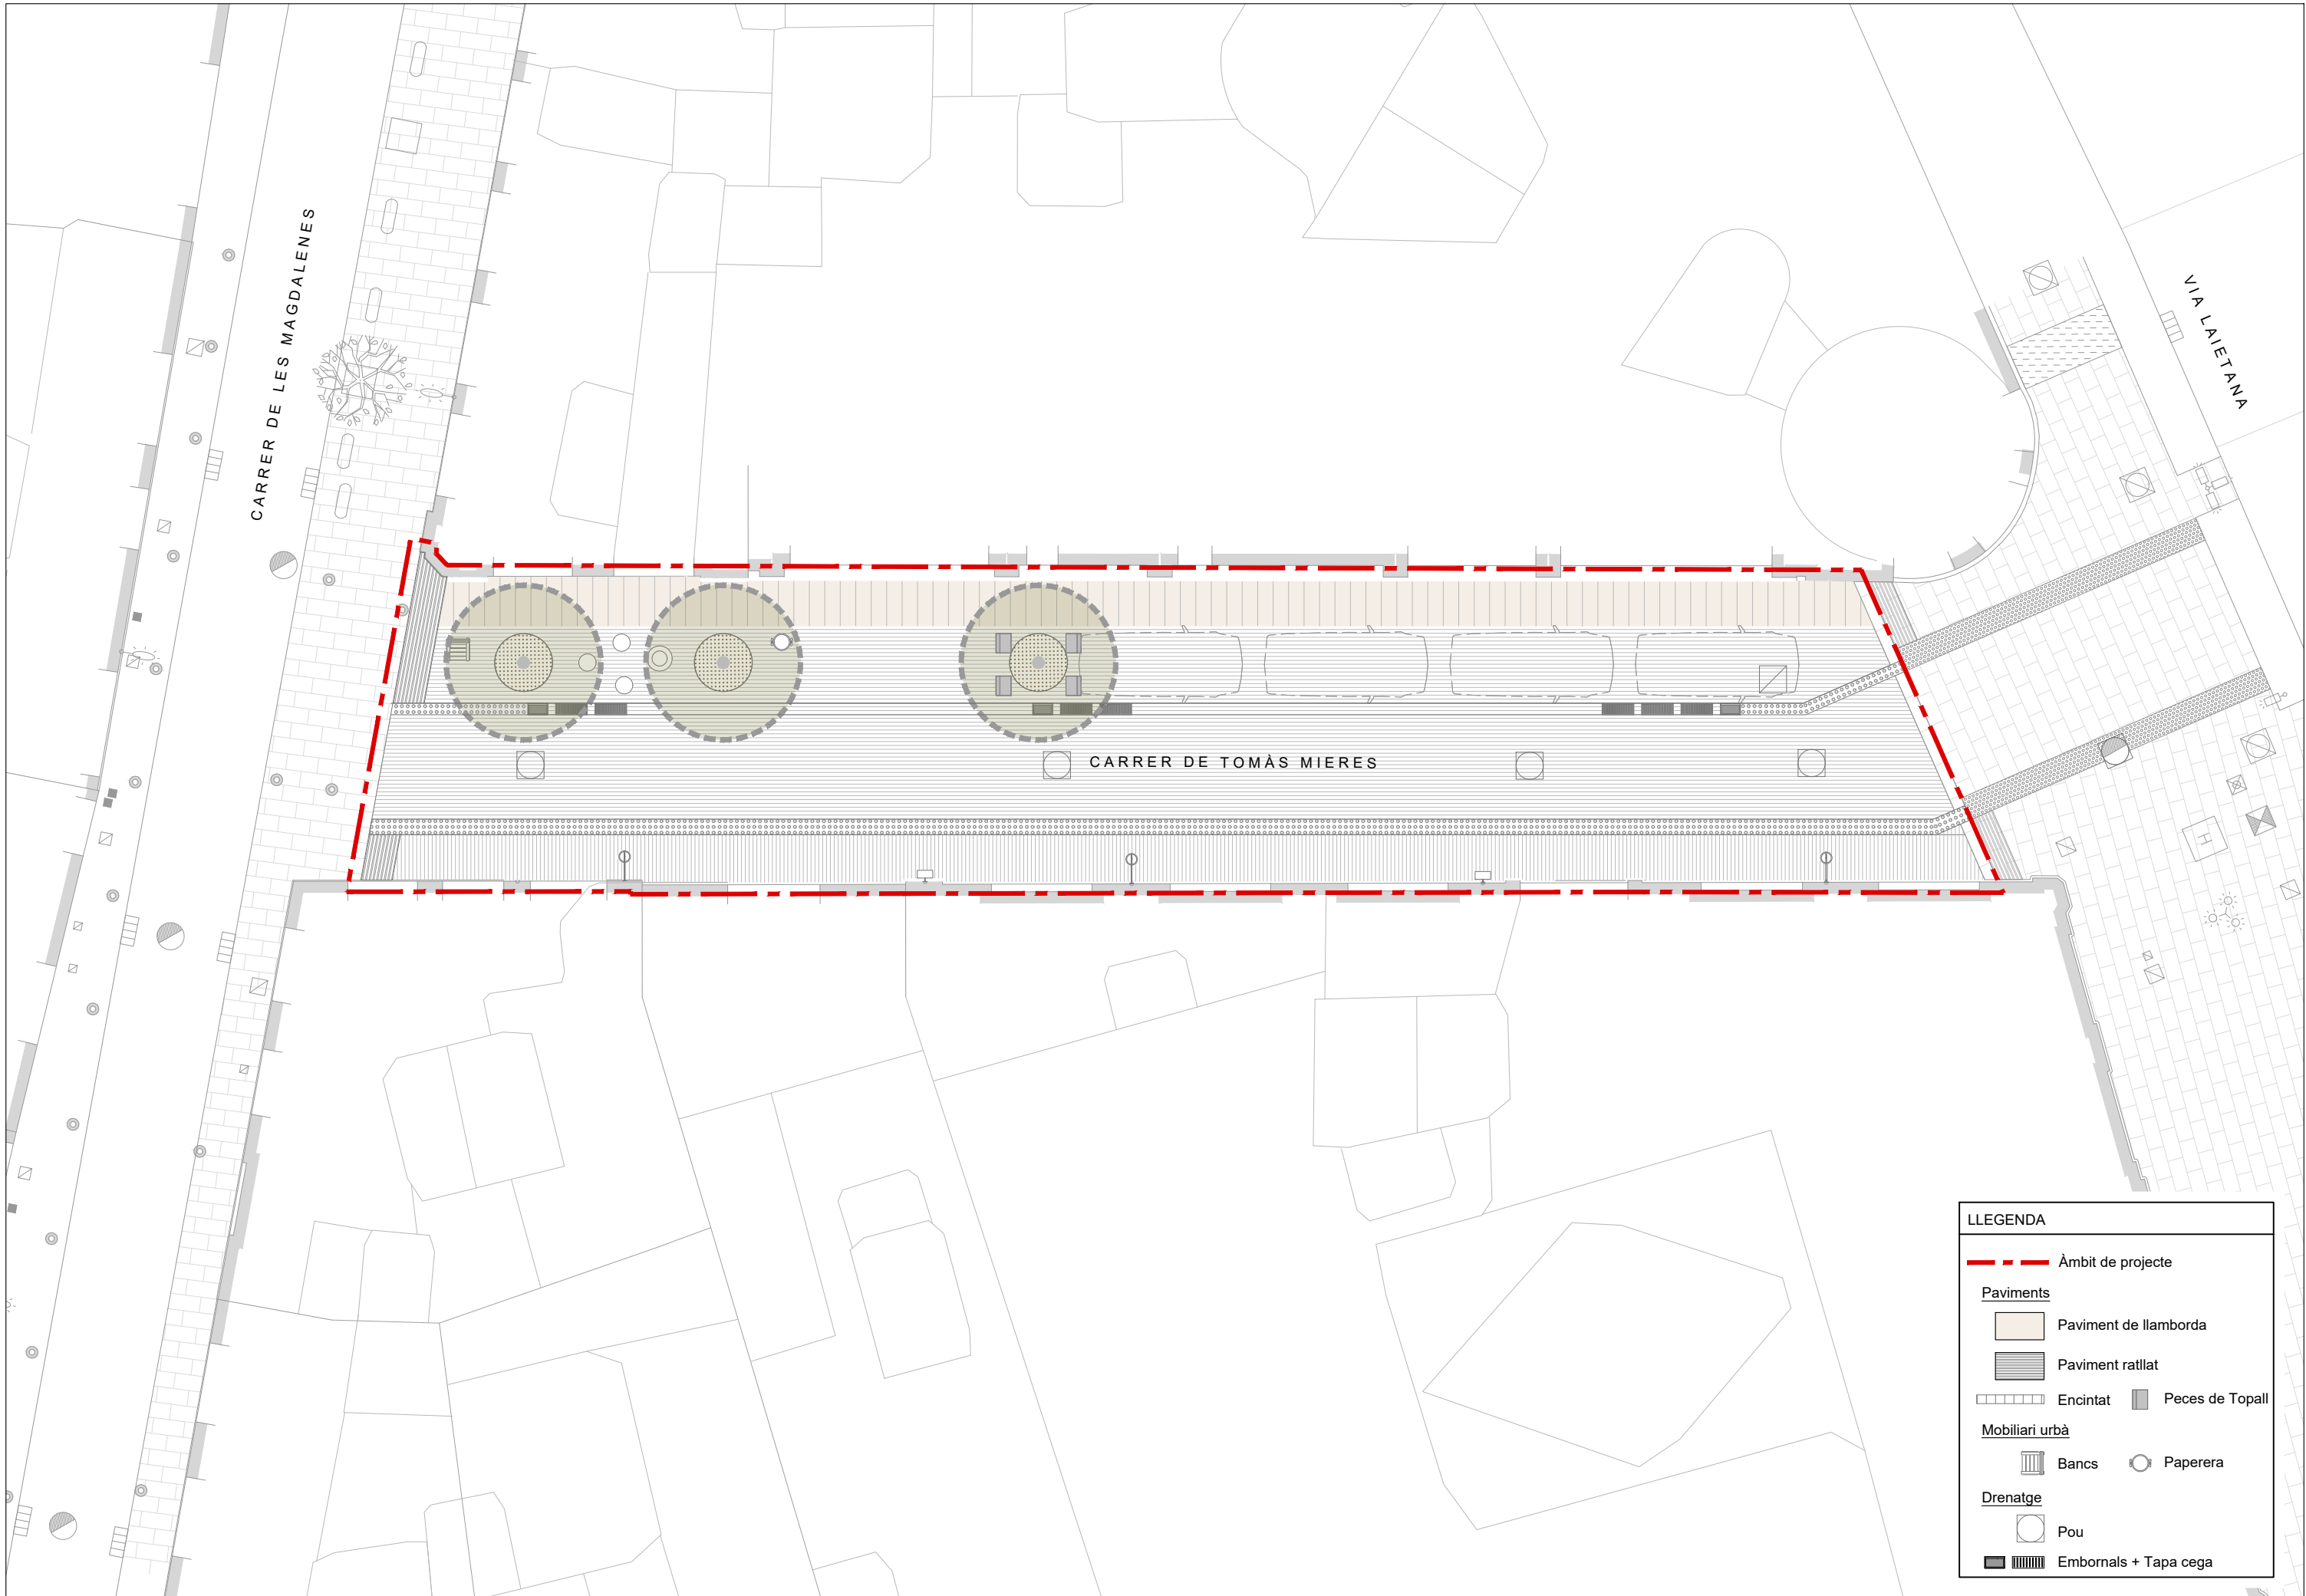 CARRER DE LES MAGDALENES
VIA LAIETANA
CARRER DE TOMÀS MIERES
LLEGENDA
Àmbit de projecte
Paviments
Paviment de llamborda
Paviment ratllat
Encintat
Peces de Topall
Mobiliari urbà
Bancs
Paperera
Drenatge
Pou
Embornals + Tapa cega